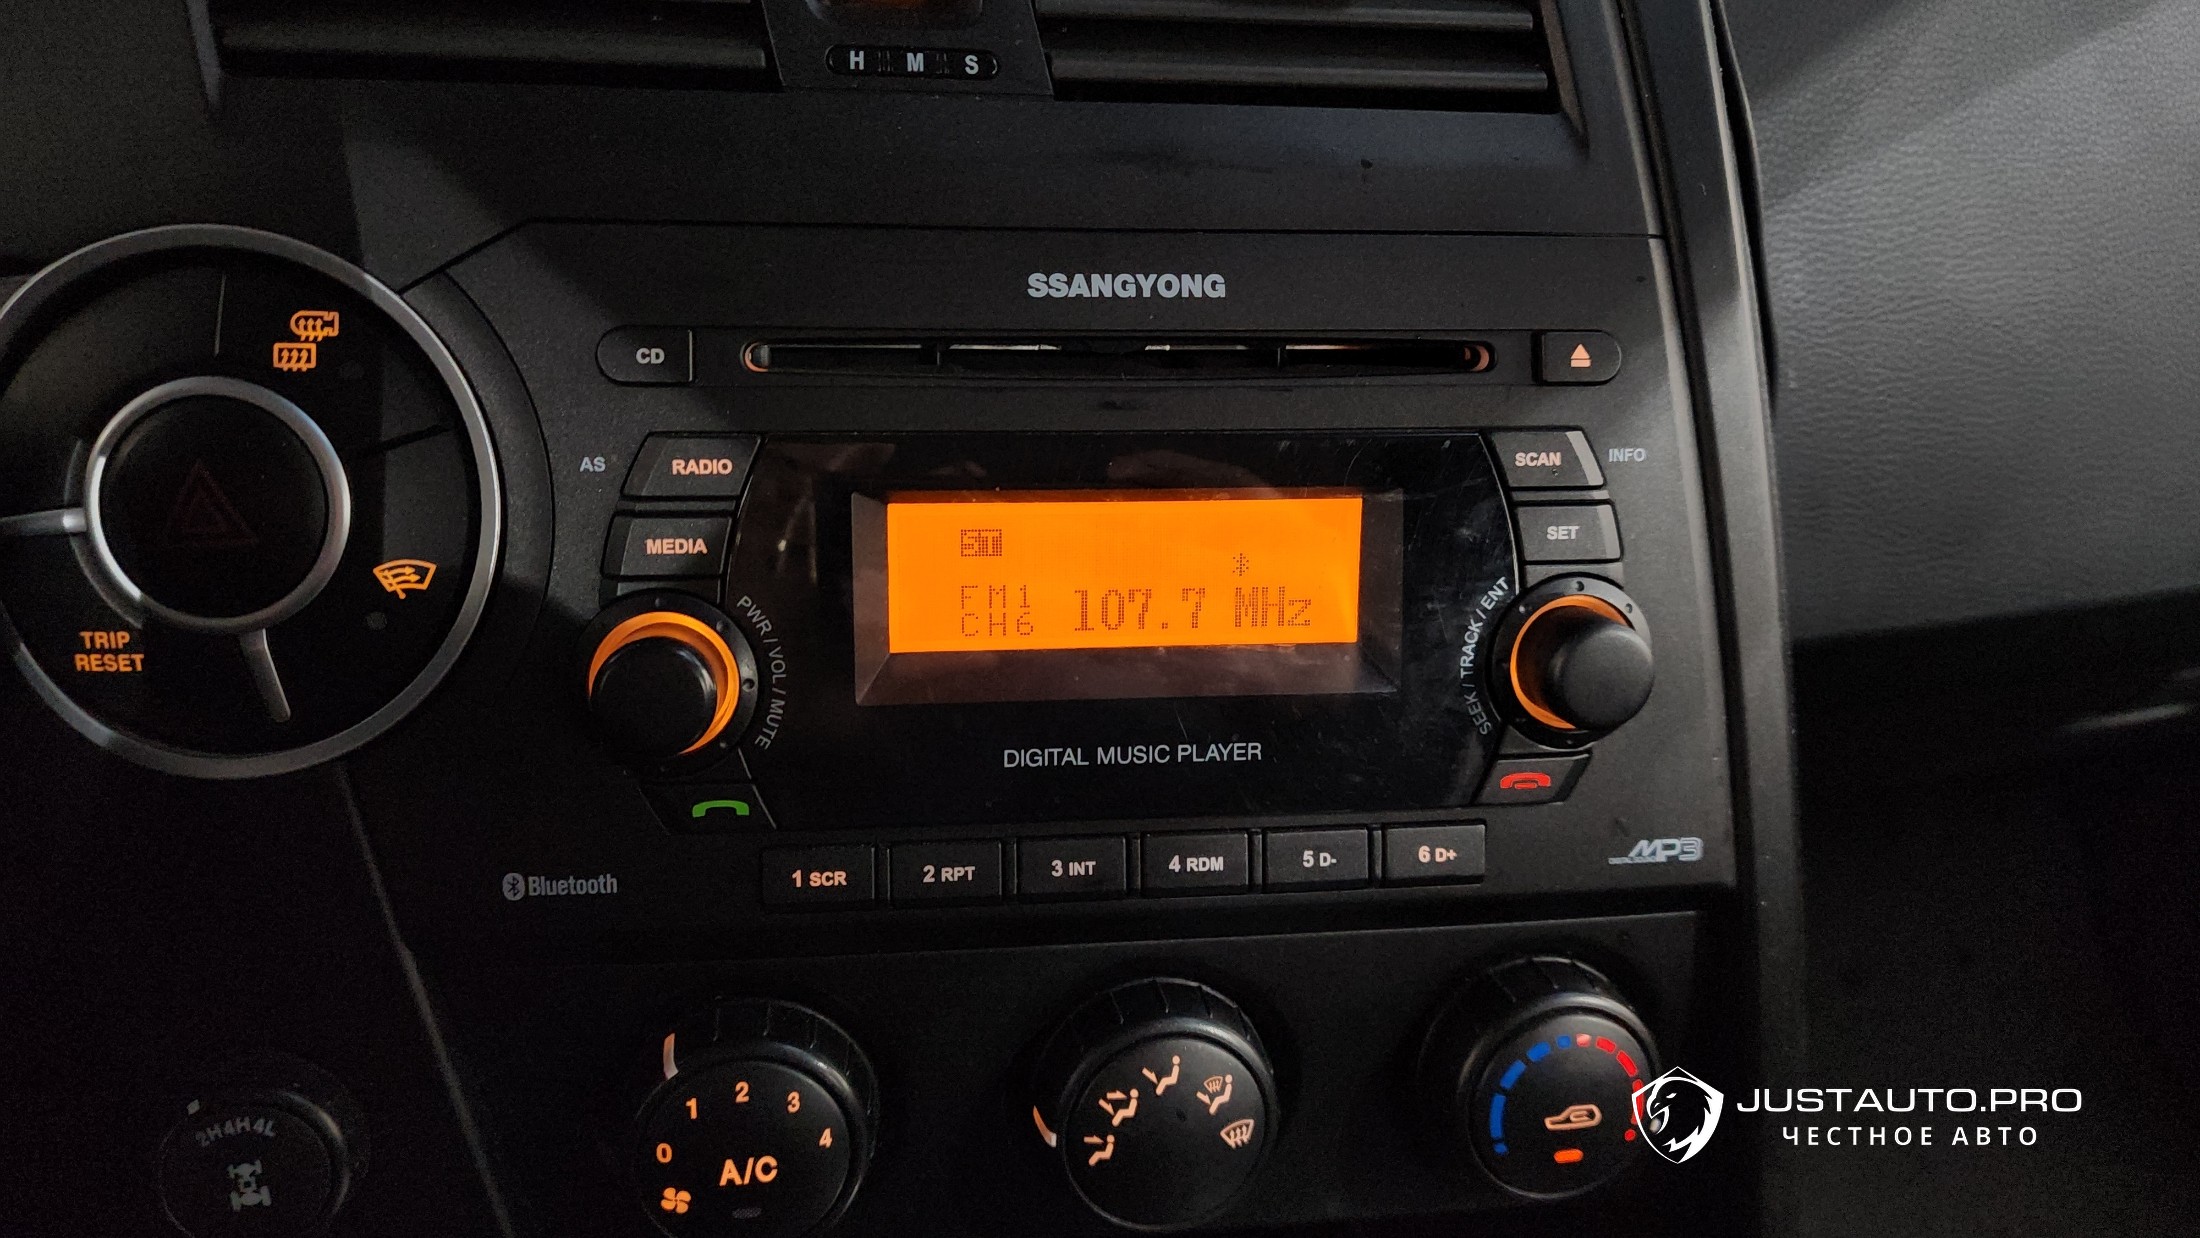 H M S
SSANGYONG
CD
AS
RADIO
SCAN
INFO
MEDIA
SET
ST
FM1
CH6
107.7 MHz
PWR / VOL / MUTE
SEEK / TRACK / ENT
TRIP
RESET
DIGITAL MUSIC PLAYER
Bluetooth
1 SCR
2 RPT
3 INT
4 RDM
5 D-
6 D+
MP3
2H 4H 4L
0 1 2 3 4
A/C
JUSTAUTO.PRO
ЧЕСТНОЕ АВТО